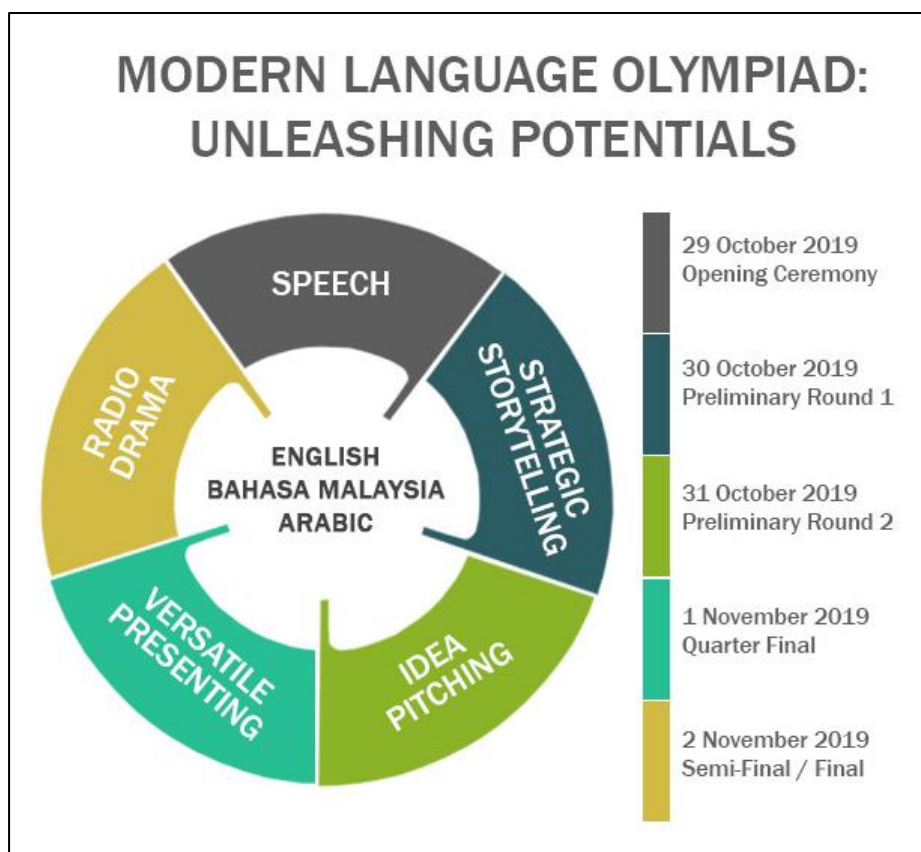 MODERN LANGUAGE OLYMPIAD:
UNLEASHING POTENTIALS
SPEECH
STRATEGIC
STORYTELLING
IDEA
PITCHING
VERSATILE
PRESENTING
RADIO
DRAMA
ENGLISH
BAHASA MALAYSIA
ARABIC
29 October 2019
Opening Ceremony
30 October 2019
Preliminary Round 1
31 October 2019
Preliminary Round 2
1 November 2019
Quarter Final
2 November 2019
Semi-Final / Final